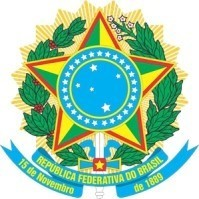 REPÚBLICA FEDERATIVA DO BRASIL
15 de Novembro
de 1889